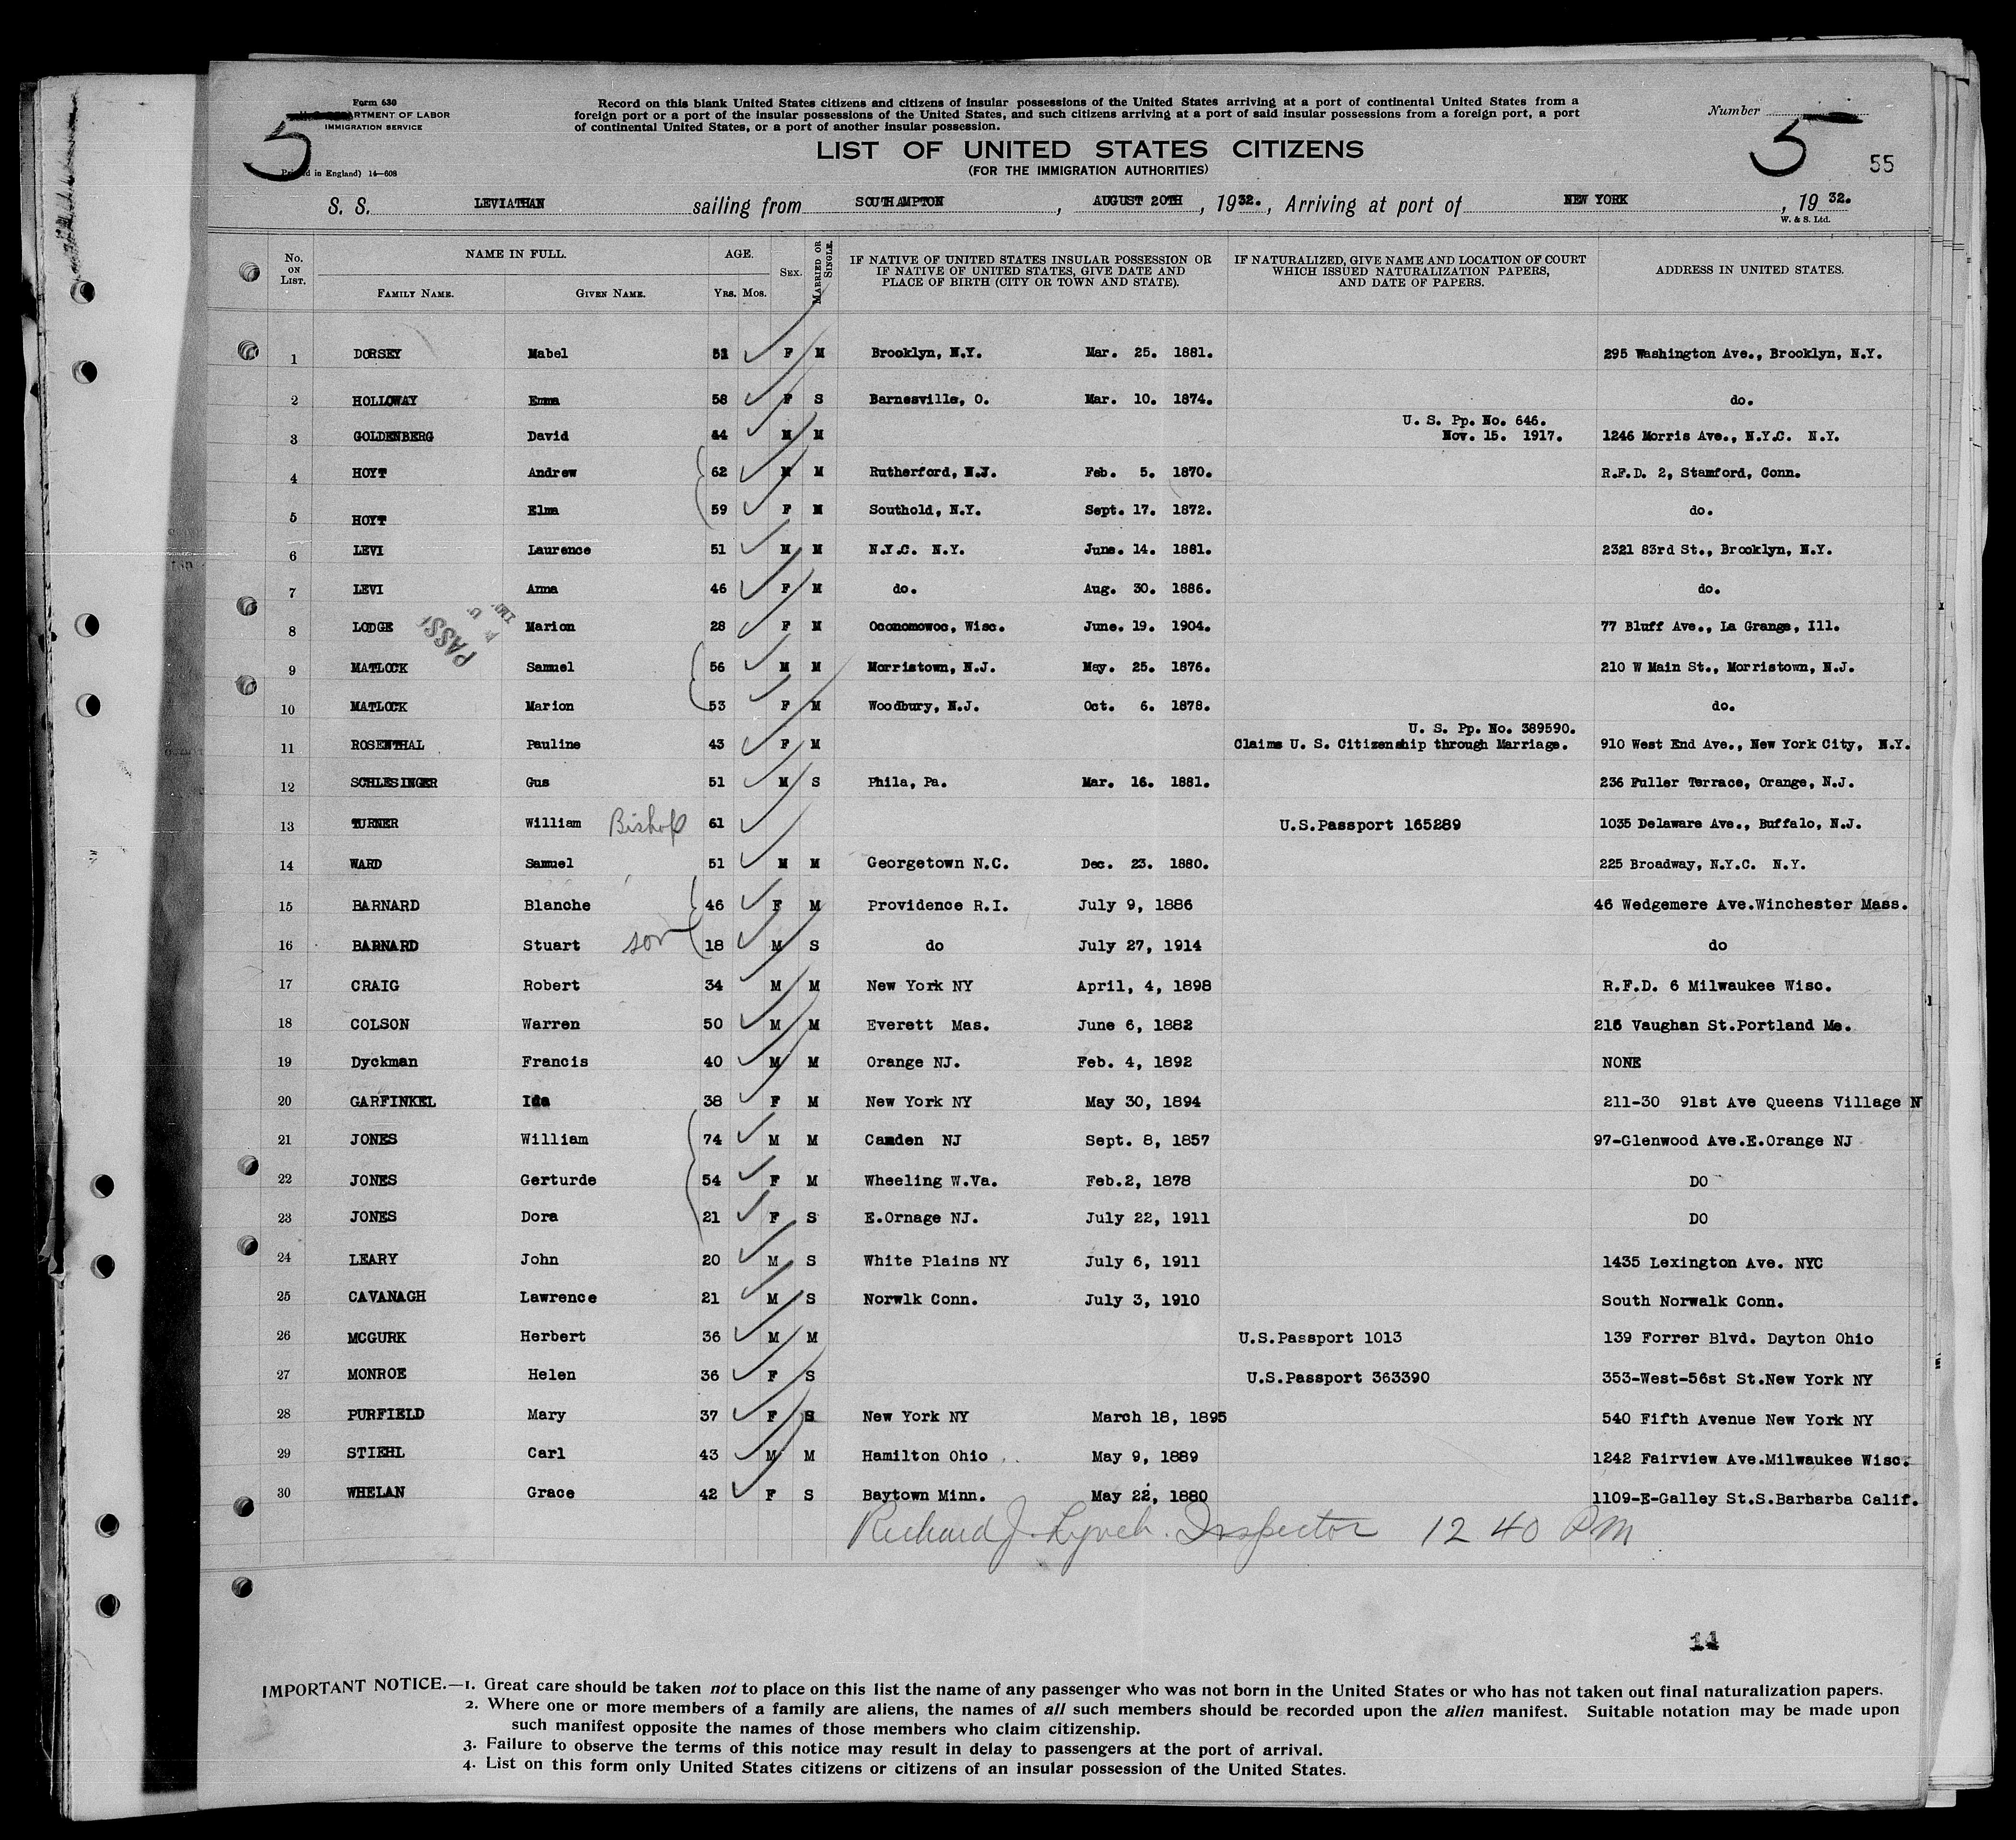 Form 630
ARTMENT OF LABOR
IMMIGRATION SERVICE
5
d in England) 14—608
Record on this blank United States citizens and citizens of insular possessions of the United States arriving at a port of continental United States from a
foreign port or a port of the insular possessions of the United States, and such citizens arriving at a port of said insular possessions from a foreign port, a port
of continental United States, or a port of another insular possession.
LIST OF UNITED STATES CITIZENS
(FOR THE IMMIGRATION AUTHORITIES)
Number
5
55
S. S. LEVIATHAN sailing from SOUTHAMPTON, AUGUST 20TH, 1932., Arriving at port of NEW YORK, 1932.
W. & S. Ltd.
No. ON LIST. NAME IN FULL. FAMILY NAME. GIVEN NAME. AGE. YRS. MOS. SEX. MARRIED OR SINGLE. IF NATIVE OF UNITED STATES INSULAR POSSESSION OR IF NATIVE OF UNITED STATES, GIVE DATE AND PLACE OF BIRTH (CITY OR TOWN AND STATE). IF NATURALIZED, GIVE NAME AND LOCATION OF COURT WHICH ISSUED NATURALIZATION PAPERS, AND DATE OF PAPERS. ADDRESS IN UNITED STATES.
1 DORSEY Mabel 51 F M Brooklyn, N.Y. Mar. 25. 1881. 295 Washington Ave., Brooklyn, N.Y.
2 HOLLOWAY Emma 58 F S Barnesville, O. Mar. 10. 1874. do.
U. S. Pp. No. 646.
3 GOLDENBERG David 44 M M Nov. 15. 1917. 1246 Morris Ave., N.Y.C. N.Y.
4 HOYT Andrew 62 M M Rutherford, N.J. Feb. 5. 1870. R.F.D. 2, Stamford, Conn.
5 HOYT Elma 59 F M Southold, N.Y. Sept. 17. 1872. do.
6 LEVI Laurence 51 M M N.Y.C. N.Y. June. 14. 1881. 2321 83rd St., Brooklyn, N.Y.
7 LEVI Anna 46 F M do. Aug. 30. 1886. do.
8 LODGE Marion 28 F M Oconomowoc, Wisc. June. 19. 1904. 77 Bluff Ave., La Grange, Ill.
PASS
9 MATLOCK Samuel 56 M M Morristown, N.J. May. 25. 1876. 210 W Main St., Morristown, N.J.
10 MATLOCK Marion 53 F M Woodbury, N.J. Oct. 6. 1878. do.
U. S. Pp. No. 389590.
11 ROSENTHAL Pauline 43 F M Claims U. S. Citizenship through Marriage. 910 West End Ave., New York City, N.Y.
12 SCHLESINGER Gus 51 M S Phila, Pa. Mar. 16. 1881. 236 Fuller Terrace, Orange, N.J.
13 TURNER William Bishop 61 U.S.Passport 165289 1035 Delaware Ave., Buffalo, N.J.
14 WARD Samuel 51 M M Georgetown N.C. Dec. 23. 1880. 225 Broadway, N.Y.C. N.Y.
15 BARNARD Blanche 46 F M Providence R.I. July 9, 1886 46 Wedgemere Ave.Winchester Mass.
16 BARNARD Stuart son 18 M S do July 27, 1914 do
17 CRAIG Robert 34 M M New York NY April, 4, 1898 R.F.D. 6 Milwaukee Wisc.
18 COLSON Warren 50 M M Everett Mas. June 6, 1882 216 Vaughan St.Portland Me.
19 Dyckman Francis 40 M M Orange NJ. Feb. 4, 1892 NONE
20 GARFINKEL Ida 38 F M New York NY May 30, 1894 211-30 91st Ave Queens Village N
21 JONES William 74 M M Camden NJ Sept. 8, 1857 97-Glenwood Ave.E.Orange NJ
22 JONES Gerturde 54 F M Wheeling W.Va. Feb.2, 1878 DO
23 JONES Dora 21 F S E.Ornage NJ. July 22, 1911 DO
24 LEARY John 20 M S White Plains NY July 6, 1911 1435 Lexington Ave. NYC
25 CAVANAGH Lawrence 21 M S Norwlk Conn. July 3, 1910 South Norwalk Conn.
26 MCGURK Herbert 36 M M U.S.Passport 1013 139 Forrer Blvd. Dayton Ohio
27 MONROE Helen 36 F S U.S.Passport 363390 353-West-56st St.New York NY
28 PURFIELD Mary 37 F S New York NY March 18, 1895 540 Fifth Avenue New York NY
29 STIEHL Carl 43 M M Hamilton Ohio May 9, 1889 1242 Fairview Ave.Milwaukee Wisc.
30 WHELAN Grace 42 F S Baytown Minn. May 22, 1880 1109-E-Galley St.S.Barbarba Calif.
Richard J. Lynch. Inspector 12 40 PM
14
IMPORTANT NOTICE.—1. Great care should be taken not to place on this list the name of any passenger who was not born in the United States or who has not taken out final naturalization papers.
2. Where one or more members of a family are aliens, the names of all such members should be recorded upon the alien manifest. Suitable notation may be made upon
such manifest opposite the names of those members who claim citizenship.
3. Failure to observe the terms of this notice may result in delay to passengers at the port of arrival.
4. List on this form only United States citizens or citizens of an insular possession of the United States.